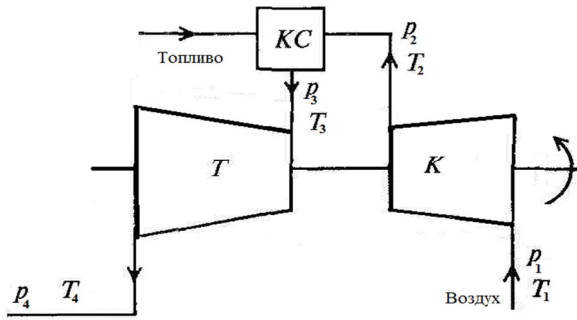 КС
p₂
T₂
Топливо
p₃
T₃
T
K
p₄ T₄
p₁
T₁
Воздух